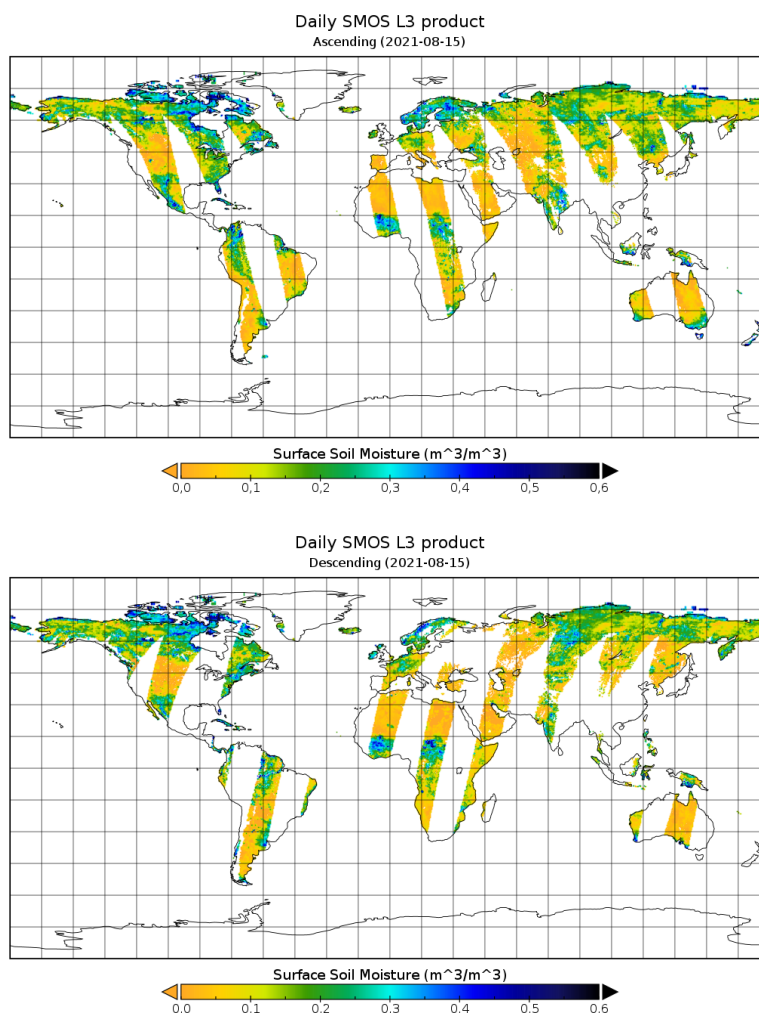 Daily SMOS L3 product
Ascending (2021-08-15)
Surface Soil Moisture (m^3/m^3)
0,0 0,1 0,2 0,3 0,4 0,5 0,6
Daily SMOS L3 product
Descending (2021-08-15)
Surface Soil Moisture (m^3/m^3)
0.0 0.1 0.2 0.3 0.4 0.5 0.6